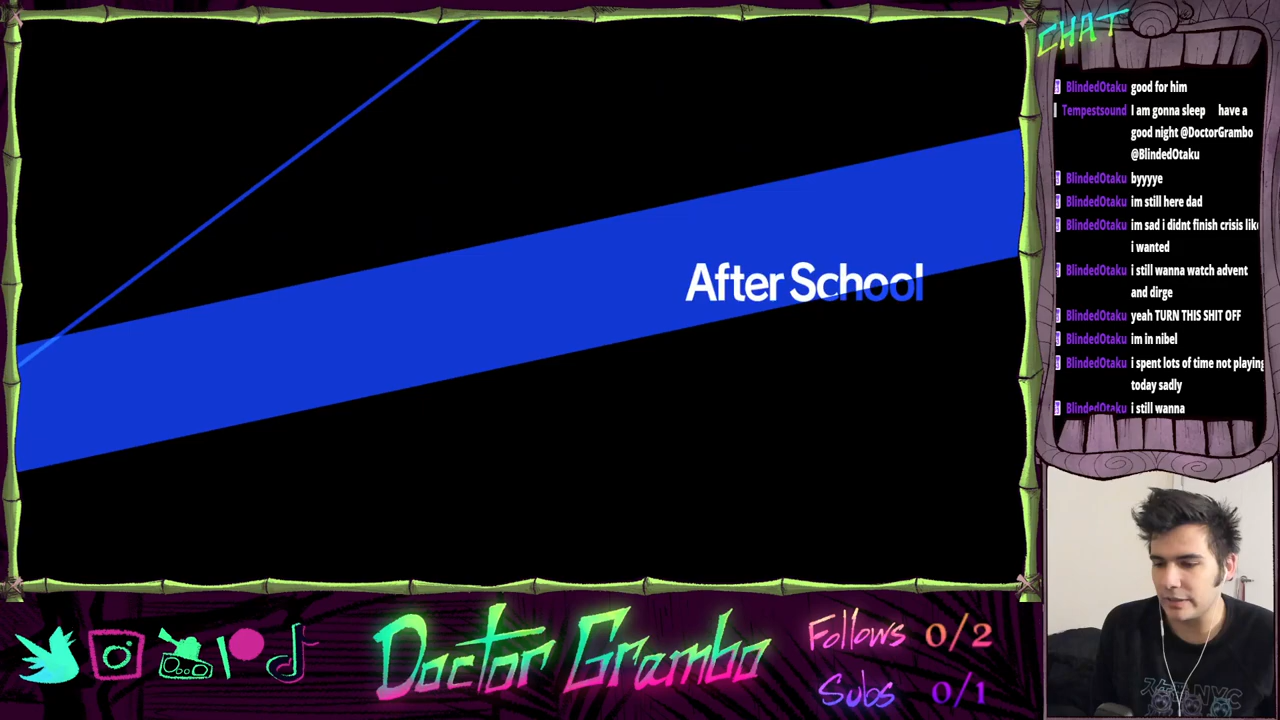 CHAT
BlindedOtaku good for him
Tempestsound I am gonna sleep have a
good night @DoctorGrambo
@BlindedOtaku
BlindedOtaku byyyye
BlindedOtaku im still here dad
BlindedOtaku im sad i didnt finish crisis like
i wanted
BlindedOtaku i still wanna watch advent
and dirge
BlindedOtaku yeah TURN THIS SHIT OFF
BlindedOtaku im in nibel
BlindedOtaku i spent lots of time not playing
today sadly
BlindedOtaku i still wanna
After School
Doctor Grambo
Follows 0/2
Subs 0/1